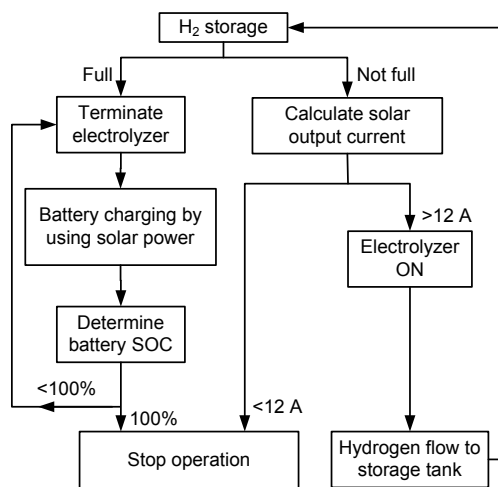 H₂ storage
Full
Not full
Terminate
electrolyzer
Calculate solar
output current
Battery charging by
using solar power
>12 A
Electrolyzer
ON
Determine
battery SOC
<100%
100%
<12 A
Stop operation
Hydrogen flow to
storage tank